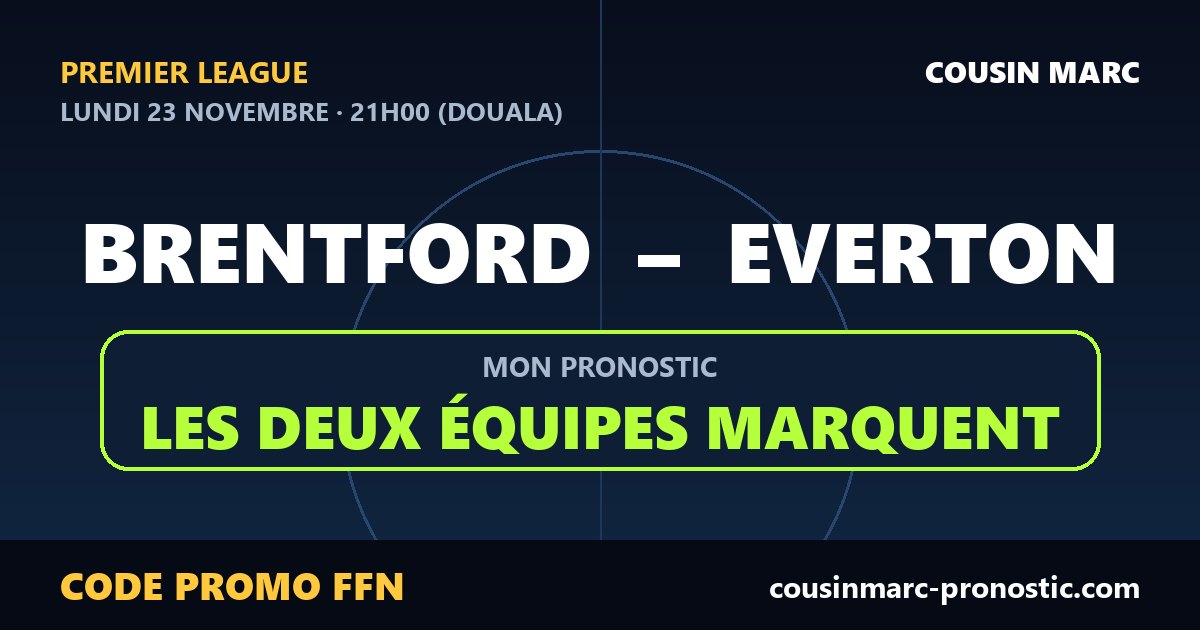 PREMIER LEAGUE
COUSIN MARC
LUNDI 23 NOVEMBRE · 21H00 (DOUALA)
BRENTFORD – EVERTON
MON PRONOSTIC
LES DEUX ÉQUIPES MARQUENT
CODE PROMO FFN
cousinmarc-pronostic.com